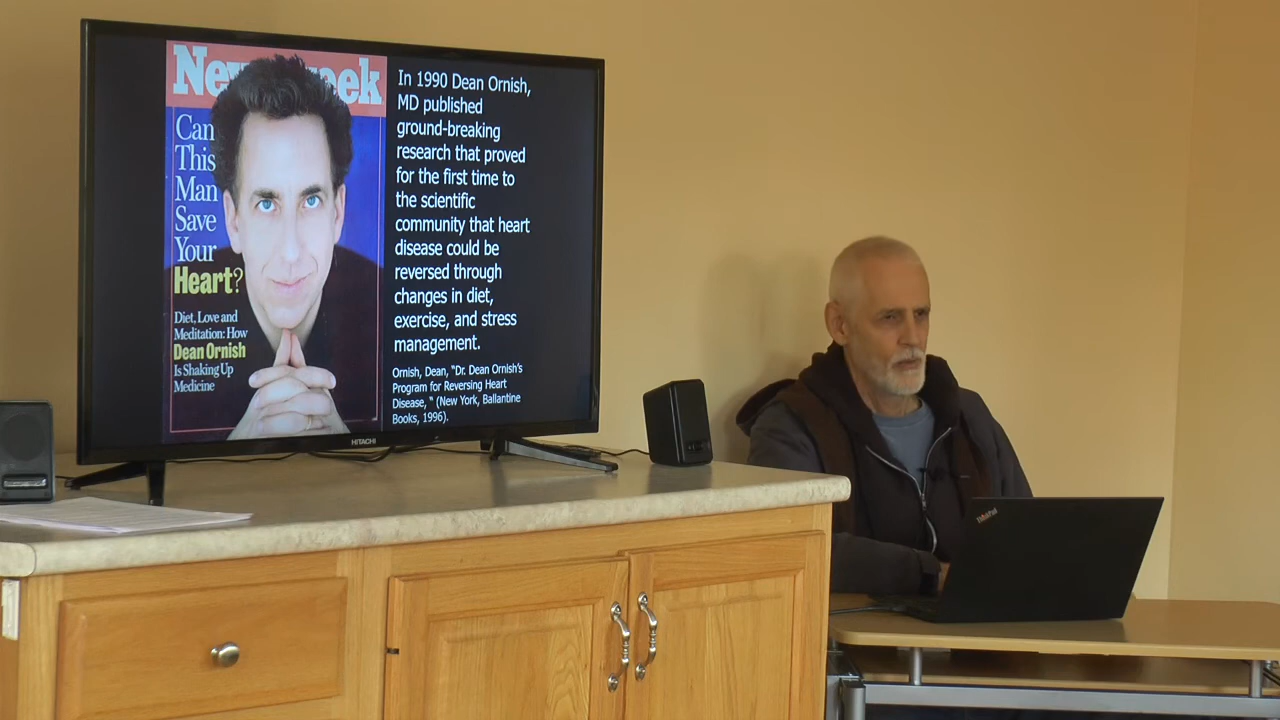 Newsweek
Can
This
Man
Save
Your
Heart?
Diet, Love and
Meditation: How
Dean Ornish
Is Shaking Up
Medicine
In 1990 Dean Ornish,
MD published
ground-breaking
research that proved
for the first time to
the scientific
community that heart
disease could be
reversed through
changes in diet,
exercise, and stress
management.
Ornish, Dean, "Dr. Dean Ornish's
Program for Reversing Heart
Disease, " (New York, Ballantine
Books, 1996).
HITACHI
ThinkPad